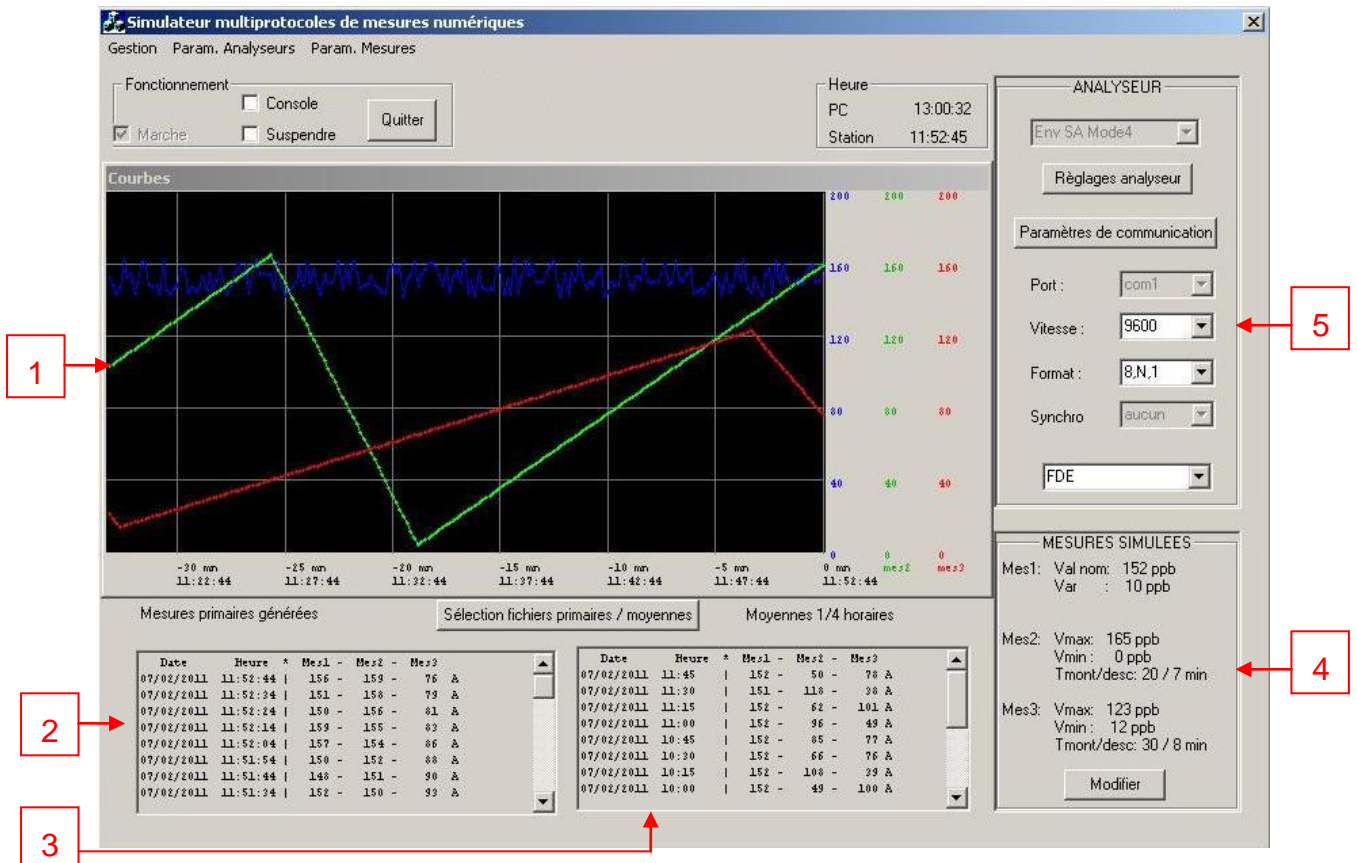 Simulateur multiprotocoles de mesures numériques
Gestion Param. Analyseurs Param. Mesures
Fonctionnement
Console
Marche
Suspendre
Quitter
Heure
PC 13:00:32
Station 11:52:45
ANALYSEUR
Env SA Mode4
Règlages analyseur
Paramètres de communication
Port : com1
Vitesse : 9600
Format : 8,N,1
Synchro aucun
FDE
Courbes
200 200 200
160 160 160
120 120 120
80 80 80
40 40 40
0 0 0
-30 mn -25 mn -20 mn -15 mn -10 mn -5 mn 0 mn mes2 mes3
11:22:44 11:27:44 11:32:44 11:37:44 11:42:44 11:47:44 11:52:44
Mesures primaires générées
Sélection fichiers primaires / moyennes
Moyennes 1/4 horaires
Date Heure * Mes1 - Mes2 - Mes3
07/02/2011 11:52:44 | 156 - 159 - 76 A
07/02/2011 11:52:34 | 151 - 158 - 79 A
07/02/2011 11:52:24 | 150 - 156 - 81 A
07/02/2011 11:52:14 | 159 - 155 - 83 A
07/02/2011 11:52:04 | 157 - 154 - 86 A
07/02/2011 11:51:54 | 150 - 152 - 88 A
07/02/2011 11:51:44 | 148 - 151 - 90 A
07/02/2011 11:51:34 | 152 - 150 - 93 A
Date Heure * Mes1 - Mes2 - Mes3
07/02/2011 11:45 | 152 - 50 - 78 A
07/02/2011 11:30 | 151 - 118 - 38 A
07/02/2011 11:15 | 152 - 62 - 101 A
07/02/2011 11:00 | 152 - 96 - 49 A
07/02/2011 10:45 | 152 - 85 - 77 A
07/02/2011 10:30 | 152 - 66 - 76 A
07/02/2011 10:15 | 152 - 108 - 39 A
07/02/2011 10:00 | 152 - 49 - 100 A
MESURES SIMULEES
Mes1: Val nom: 152 ppb
Var : 10 ppb
Mes2: Vmax: 165 ppb
Vmin : 0 ppb
Tmont/desc: 20 / 7 min
Mes3: Vmax: 123 ppb
Vmin : 12 ppb
Tmont/desc: 30 / 8 min
Modifier
1
2
3
4
5